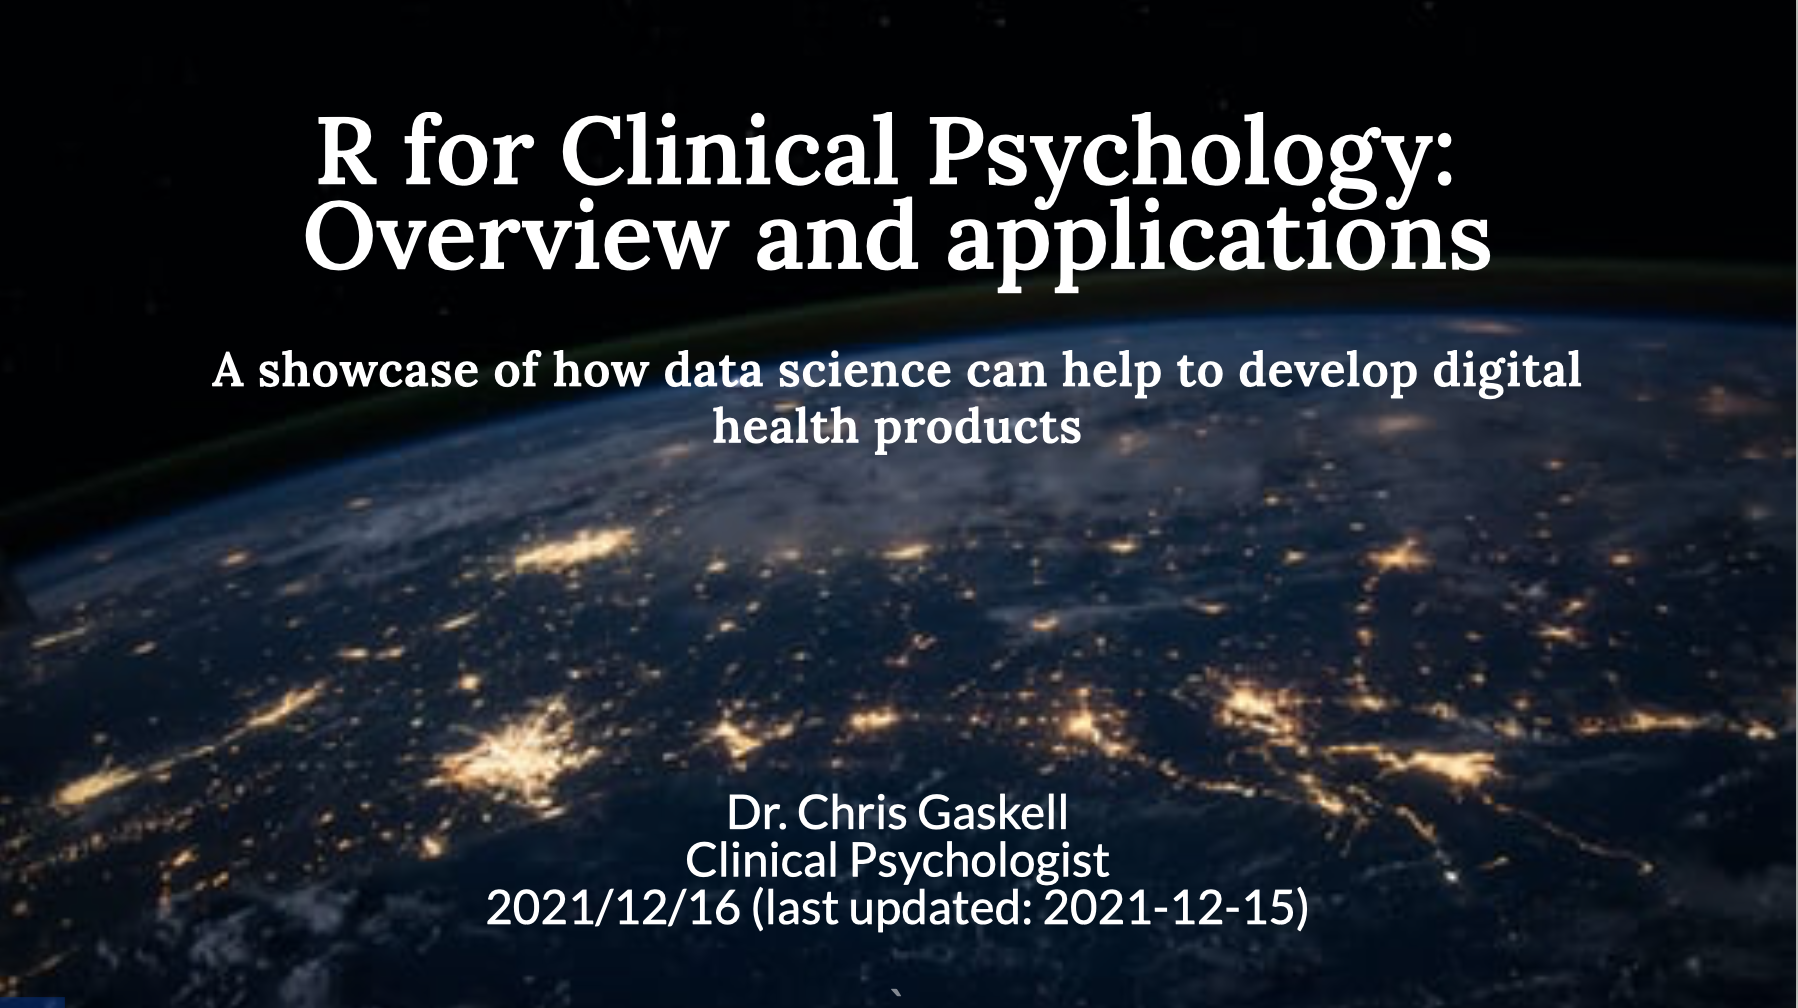 R for Clinical Psychology:
Overview and applications
A showcase of how data science can help to develop digital
health products
Dr. Chris Gaskell
Clinical Psychologist
2021/12/16 (last updated: 2021-12-15)
`